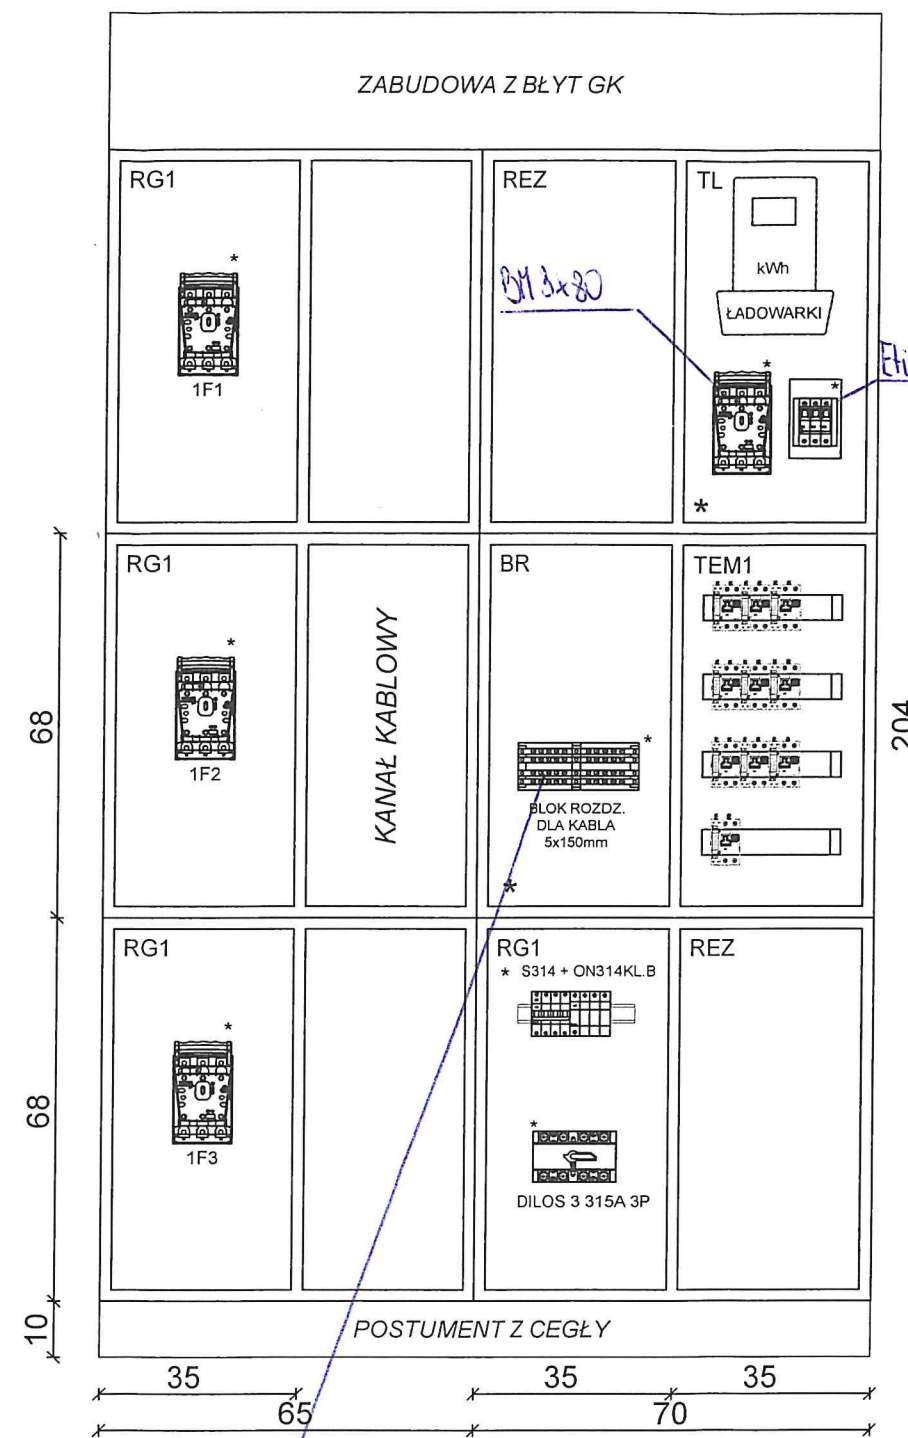 ZABUDOWA Z BŁYT GK
RG1
*
1F1
REZ
BM 3x80
TL
kWh
ŁADOWARKI
*
*
Eti
*
68
RG1
*
1F2
KANAŁ KABLOWY
BR
*
BLOK ROZDZ.
DLA KABLA
5x150mm
*
TEM1
204
68
RG1
*
1F3
RG1
* S314 + ON314KL.B
*
DILOS 3 315A 3P
REZ
10
POSTUMENT Z CEGŁY
35
35
35
65
70